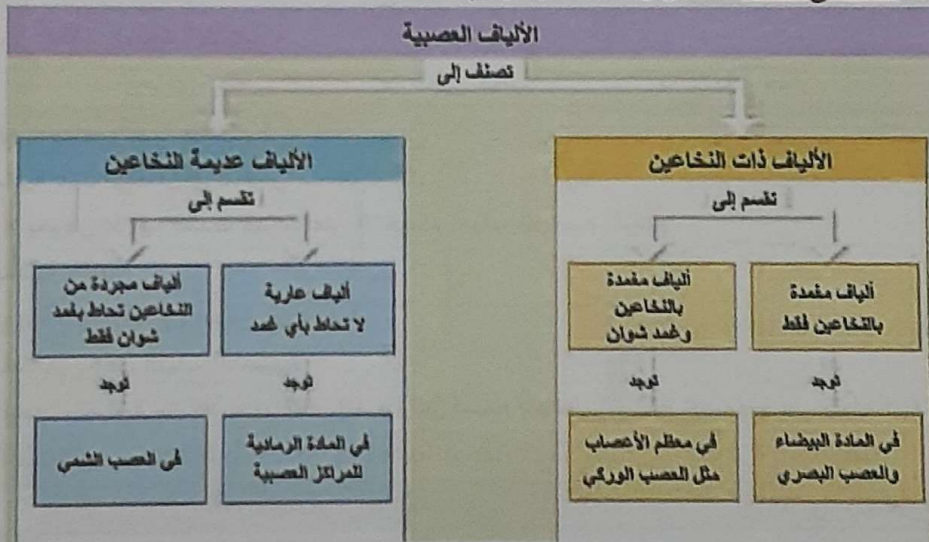 الألياف العصبية
تصنف إلى
الألياف ذات النخاعين
تقسم إلى
ألياف مغمدة
بالنخاعين فقط
توجد
في المادة البيضاء
والعصب البصري
ألياف مغمدة
بالنخاعين
وغمد شوان
توجد
في معظم الأعصاب
مثل العصب الوركي
الألياف عديمة النخاعين
تقسم إلى
ألياف عارية
لا تحاط بأي غمد
توجد
في المادة الرمادية
للمراكز العصبية
ألياف مجردة من
النخاعين تحاط بغمد
شوان فقط
توجد
في العصب الشمي